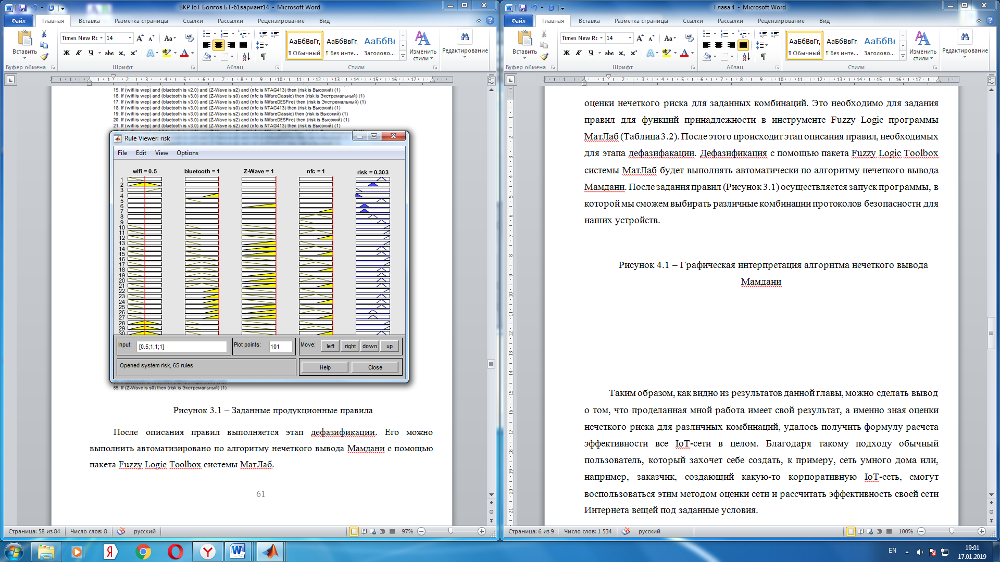 ВКР IoT Болгов БТ-61вариант14 - Microsoft Word
Файл Главная Вставка Разметка страницы Ссылки Рассылки Рецензирование Вид
Вставить
Times New Rc 14
Ж К Ч abc x₂ x² A
АаБбВвГг, АаБбВвГг, АаБбВі
¶ Обычный ¶ Без инте... Заголово...
Изменить стили
Редактирование
Буфер обмена Шрифт Абзац Стили
15. If (wifi is wep) and (bluetooth is v2.0) and (Z-Wave is s2) and (nfc is NTAG413) then (risk is Высокий) (1)
16. If (wifi is wep) and (bluetooth is v3.0) and (Z-Wave is s0) and (nfc is MifareClassic) then (risk is Экстремальный) (1)
17. If (wifi is wep) and (bluetooth is v3.0) and (Z-Wave is s0) and (nfc is MifareDESFire) then (risk is Экстремальный) (1)
18. If (wifi is wep) and (bluetooth is v3.0) and (Z-Wave is s0) and (nfc is NTAG413) then (risk is Высокий) (1)
19. If (wifi is wep) and (bluetooth is v3.0) and (Z-Wave is s2) and (nfc is MifareClassic) then (risk is Высокий) (1)
20. If (wifi is wep) and (bluetooth is v3.0) and (Z-Wave is s2) and (nfc is MifareDESFire) then (risk is Высокий) (1)
21. If (wifi is wep) and (bluetooth is v3.0) and (Z-Wave is s2) and (nfc is NTAG413) then (risk is Высокий) (1)
Rule Viewer: risk
File Edit View Options
wifi = 0.5 bluetooth = 1 Z-Wave = 1 nfc = 1 risk = 0.303
1
2
3
4
5
6
7
8
9
10
11
12
13
14
15
16
17
18
19
20
21
22
23
24
25
26
27
28
29
30
Input: [0.5;1;1;1] Plot points: 101 Move: left right down up
Opened system risk, 65 rules Help Close
65. If (Z-Wave is s0) then (risk is Экстремальный) (1)
Рисунок 3.1 – Заданные продукционные правила
После описания правил выполняется этап дефазификации. Его можно
выполнить автоматизировано по алгоритму нечеткого вывода Мамдани с помощью
пакета Fuzzy Logic Toolbox системы МатЛаб.
61
Страница: 58 из 84 Число слов: 8 русский 97%
Глава 4 - Microsoft Word
Файл Главная Вставка Разметка страницы Ссылки Рассылки Рецензирование Вид
Вставить
Times New Rc 14
Ж К Ч abc x₂ x² A
АаБбВвГг, АаБбВвГг, АаБбВі
¶ Обычный ¶ Без инте... Заголово...
Изменить стили
Редактирование
Буфер обмена Шрифт Абзац Стили
оценки нечеткого риска для заданных комбинаций. Это необходимо для задания
правил для функций принадлежности в инструменте Fuzzy Logic программы
МатЛаб (Таблица 3.2). После этого происходит этап описания правил, необходимых
для этапа дефазифакации. Дефазификация с помощью пакета Fuzzy Logic Toolbox
системы МатЛаб будет выполнять автоматически по алгоритму нечеткого вывода
Мамдани. После задания правил (Рисунок 3.1) осуществляется запуск программы, в
которой мы сможем выбирать различные комбинации протоколов безопасности для
наших устройств.
Рисунок 4.1 – Графическая интерпретация алгоритма нечеткого вывода
Мамдани
Таким образом, как видно из результатов данной главы, можно сделать вывод
о том, что проделанная мной работа имеет свой результат, а именно зная оценки
нечеткого риска для различных комбинаций, удалось получить формулу расчета
эффективности все IoT-сети в целом. Благодаря такому подходу обычный
пользователь, который захочет себе создать, к примеру, сеть умного дома или,
например, заказчик, создающий какую-то корпоративную IoT-сеть, смогут
воспользоваться этим методом оценки сети и рассчитать эффективность своей сети
Интернета вещей под заданные условия.
Страница: 6 из 9 Число слов: 1 534 русский 100%
EN 19:01
17.01.2019